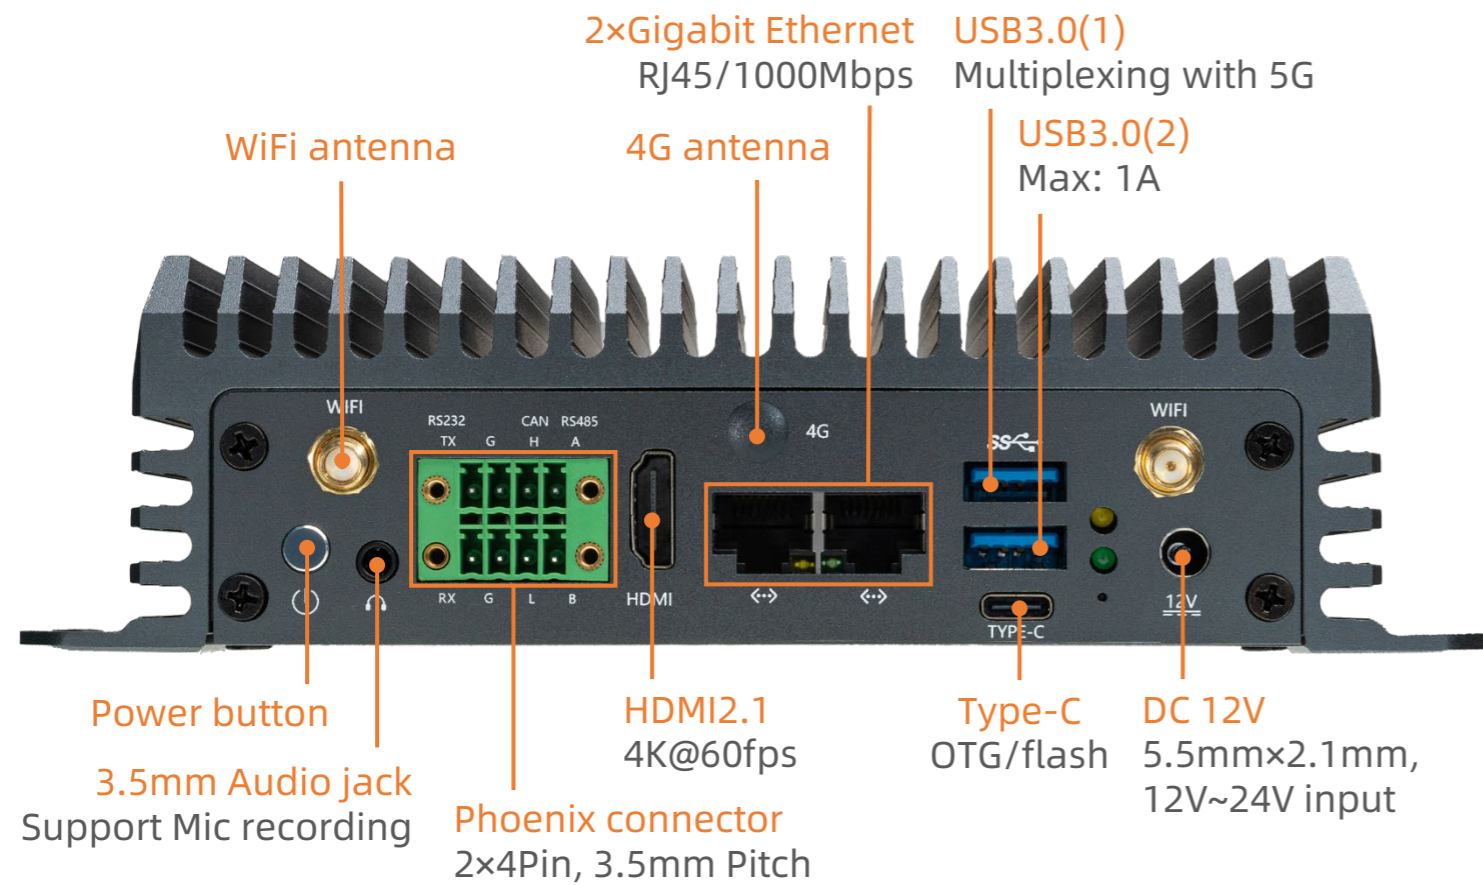 2×Gigabit Ethernet
RJ45/1000Mbps
USB3.0(1)
Multiplexing with 5G
USB3.0(2)
Max: 1A
WiFi antenna
4G antenna
WIFI
RS232 CAN RS485
TX G H A
4G
SS
WIFI
RX G L B
HDMI
TYPE-C
12V
Power button
3.5mm Audio jack
Support Mic recording
Phoenix connector
2×4Pin, 3.5mm Pitch
HDMI2.1
4K@60fps
Type-C
OTG/flash
DC 12V
5.5mm×2.1mm,
12V~24V input